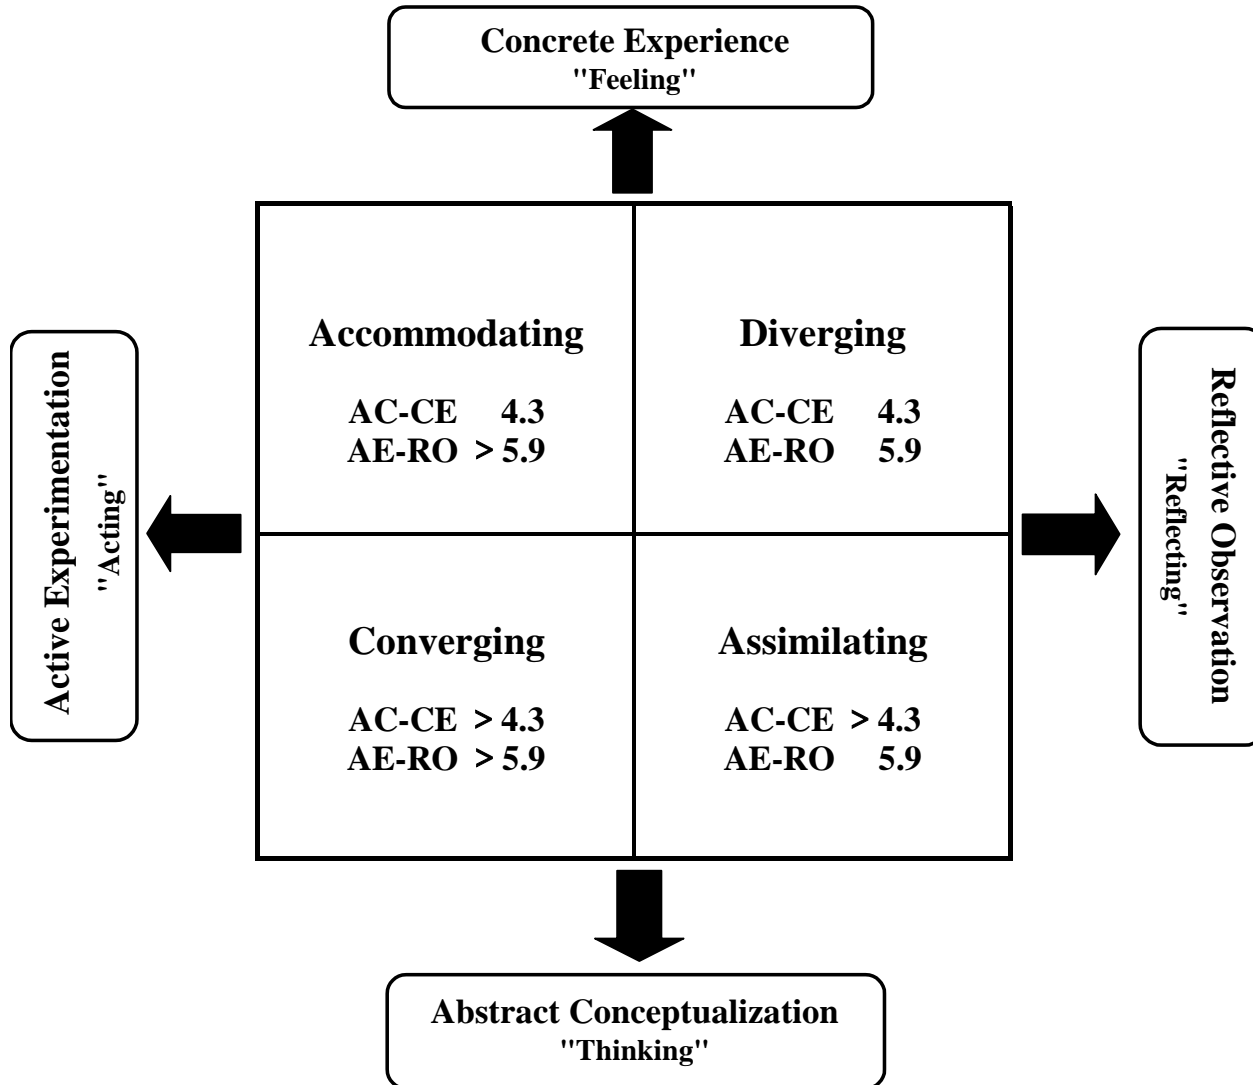 Concrete Experience
"Feeling"
Accommodating
AC-CE 4.3
AE-RO > 5.9
Diverging
AC-CE 4.3
AE-RO 5.9
Active Experimentation
"Acting"
Reflective Observation
"Reflecting"
Converging
AC-CE > 4.3
AE-RO > 5.9
Assimilating
AC-CE > 4.3
AE-RO 5.9
Abstract Conceptualization
"Thinking"